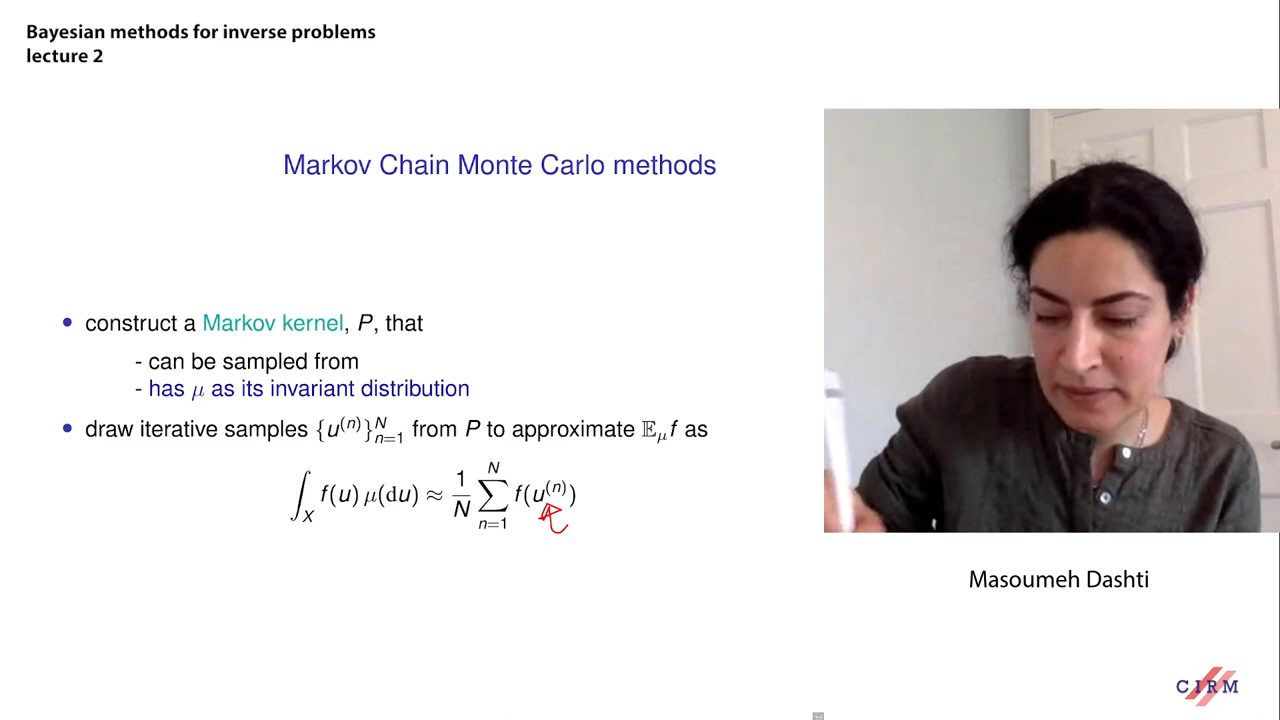 Bayesian methods for inverse problems
lecture 2
Markov Chain Monte Carlo methods
• construct a Markov kernel, P, that
- can be sampled from
- has μ as its invariant distribution
• draw iterative samples {u^(n)}_{n=1}^N from P to approximate 𝔼_μ f as
∫_X f(u) μ(du) ≈ 1/N ∑_{n=1}^N f(u^(n))
Masoumeh Dashti
CIRM